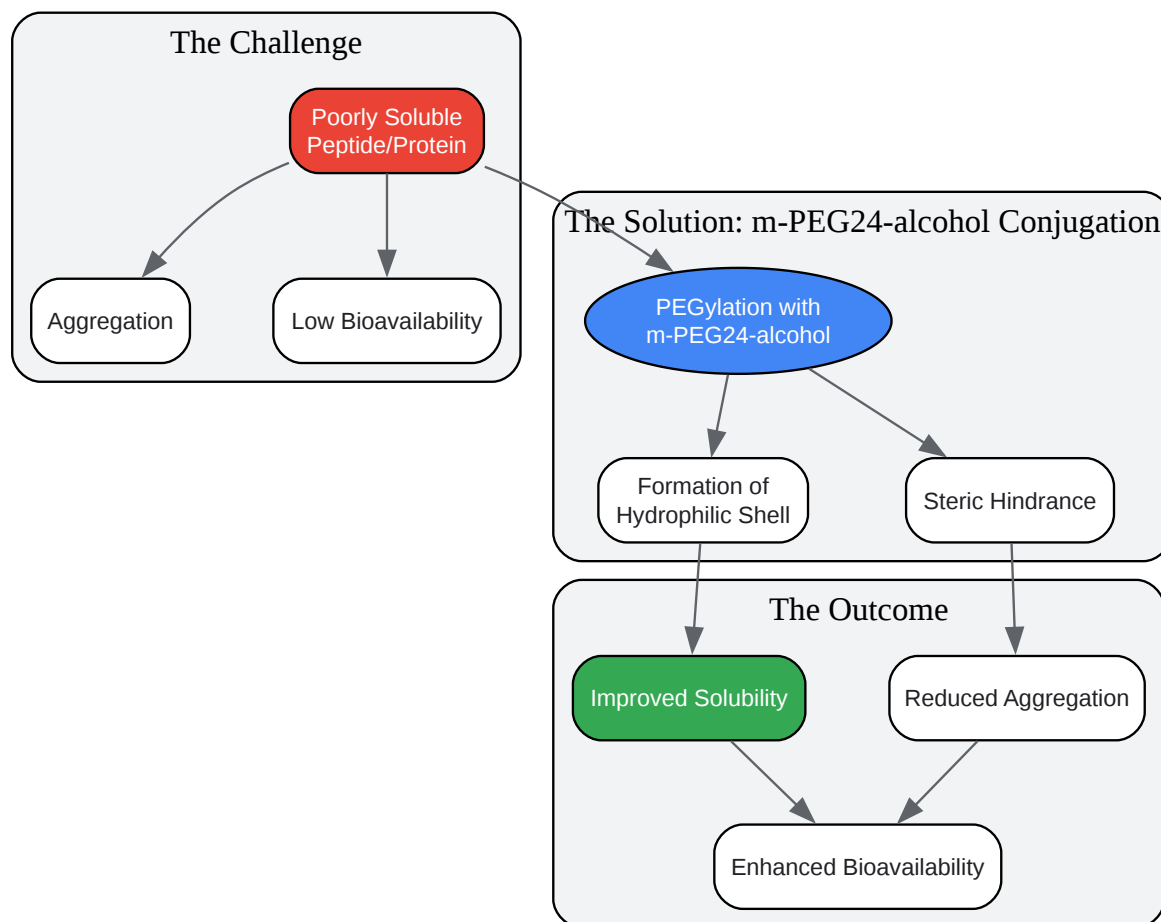 The Challenge
Poorly Soluble
Peptide/Protein
Aggregation
Low Bioavailability
The Solution: m-PEG24-alcohol Conjugation
PEGylation with
m-PEG24-alcohol
Formation of
Hydrophilic Shell
Steric Hindrance
The Outcome
Improved Solubility
Reduced Aggregation
Enhanced Bioavailability